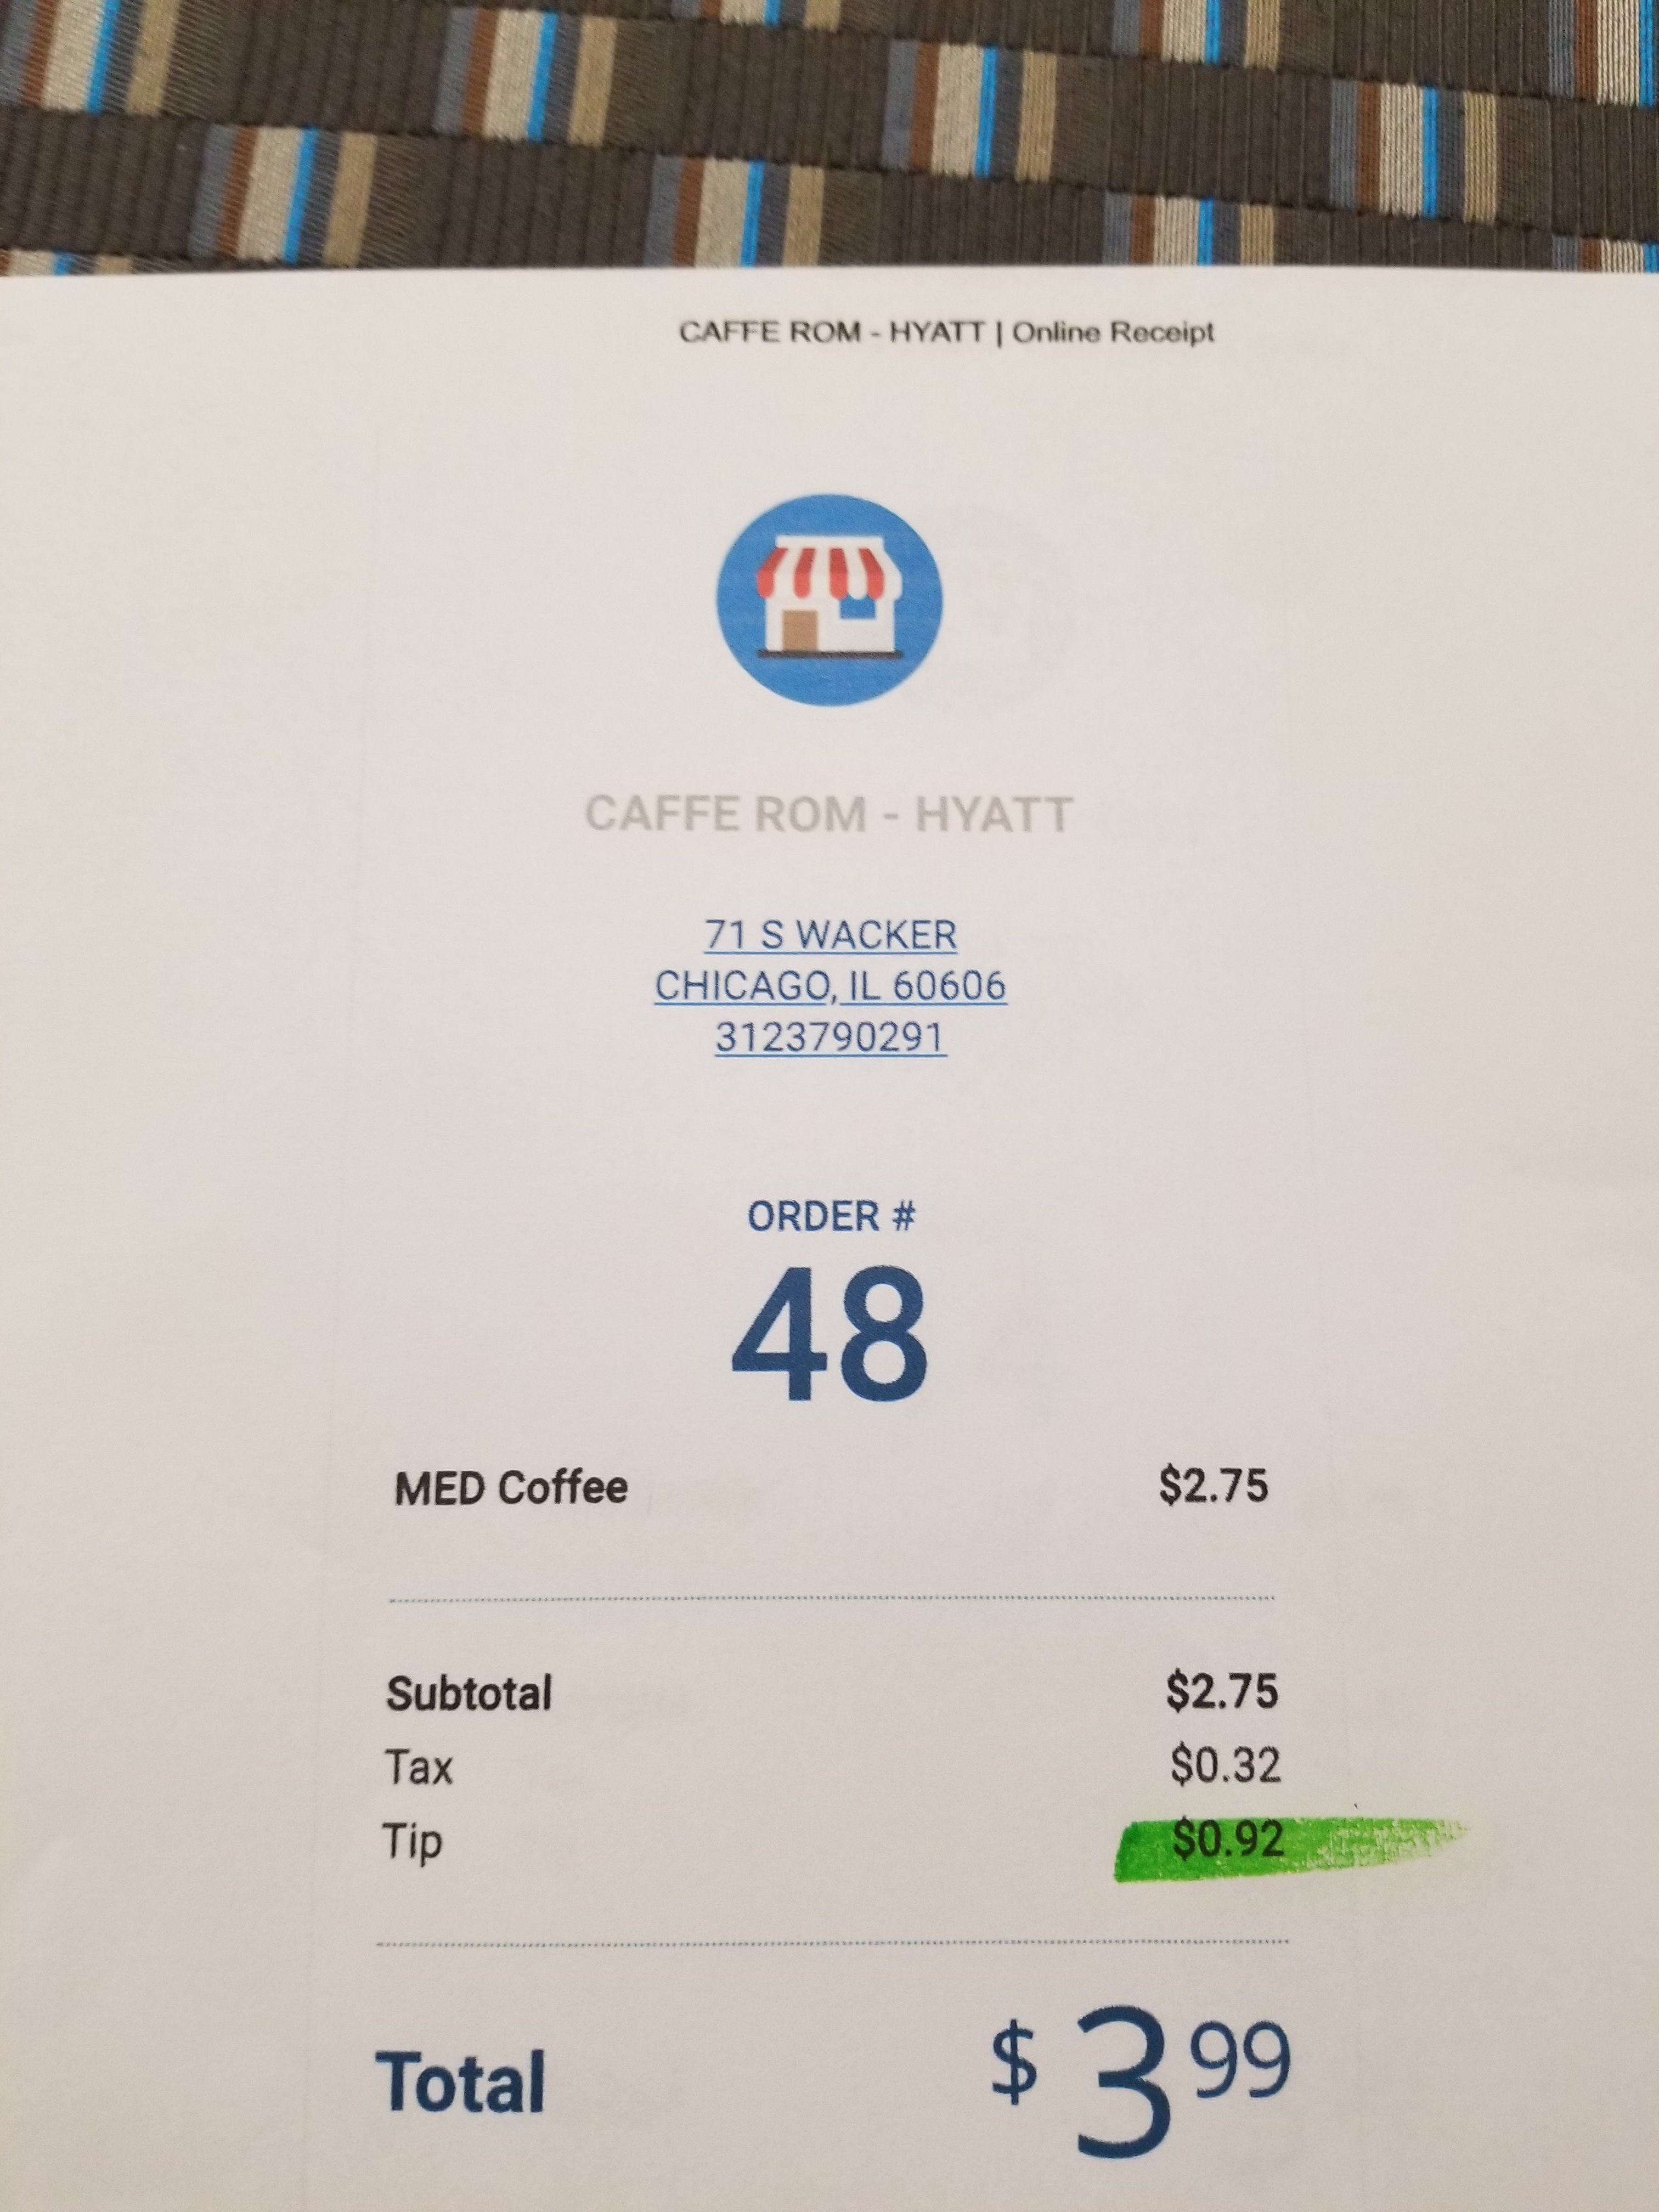 CAFFE ROM - HYATT | Online Receipt
CAFFE ROM - HYATT
71 S WACKER
CHICAGO, IL 60606
3123790291
ORDER #
48
MED Coffee $2.75
Subtotal $2.75
Tax $0.32
Tip $0.92
Total $3 99